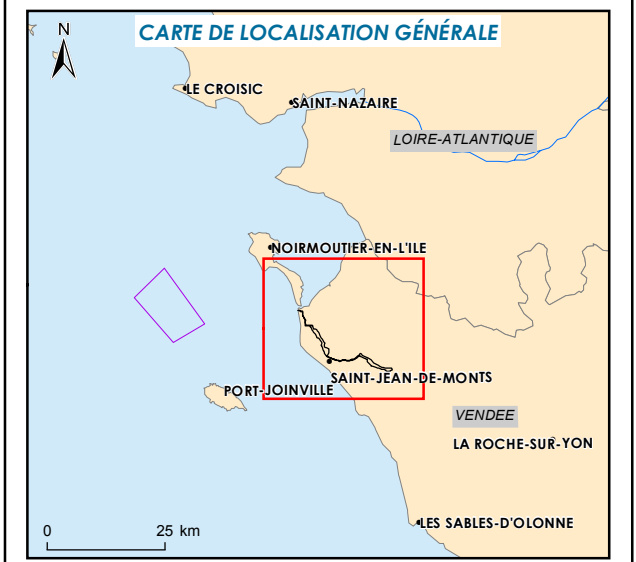 CARTE DE LOCALISATION GÉNÉRALE
N
LE CROISIC
SAINT-NAZAIRE
LOIRE-ATLANTIQUE
NOIRMOUTIER-EN-L'ILE
SAINT-JEAN-DE-MONTS
PORT-JOINVILLE
VENDEE
LA ROCHE-SUR-YON
LES SABLES-D'OLONNE
0 25 km